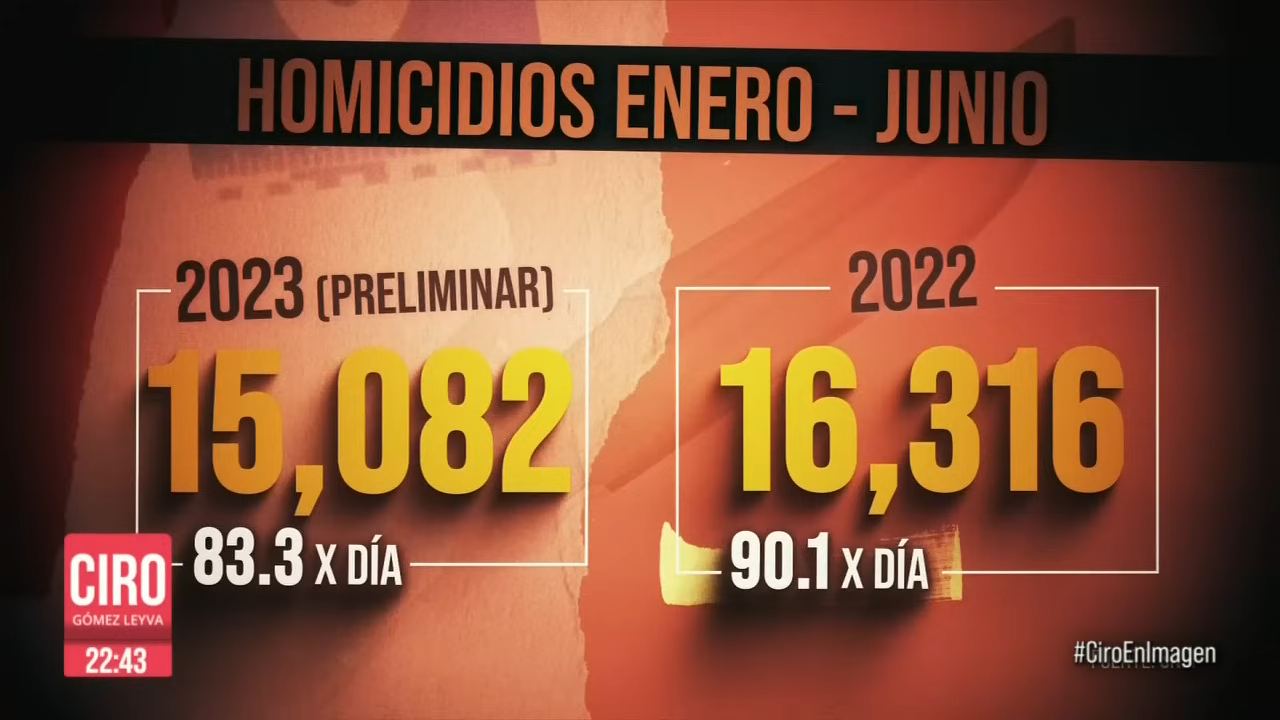 HOMICIDIOS ENERO - JUNIO
2023 (PRELIMINAR)
15,082
83.3 X DÍA
2022
16,316
90.1 X DÍA
CIRO
GÓMEZ LEYVA
22:43
#CiroEnImagen